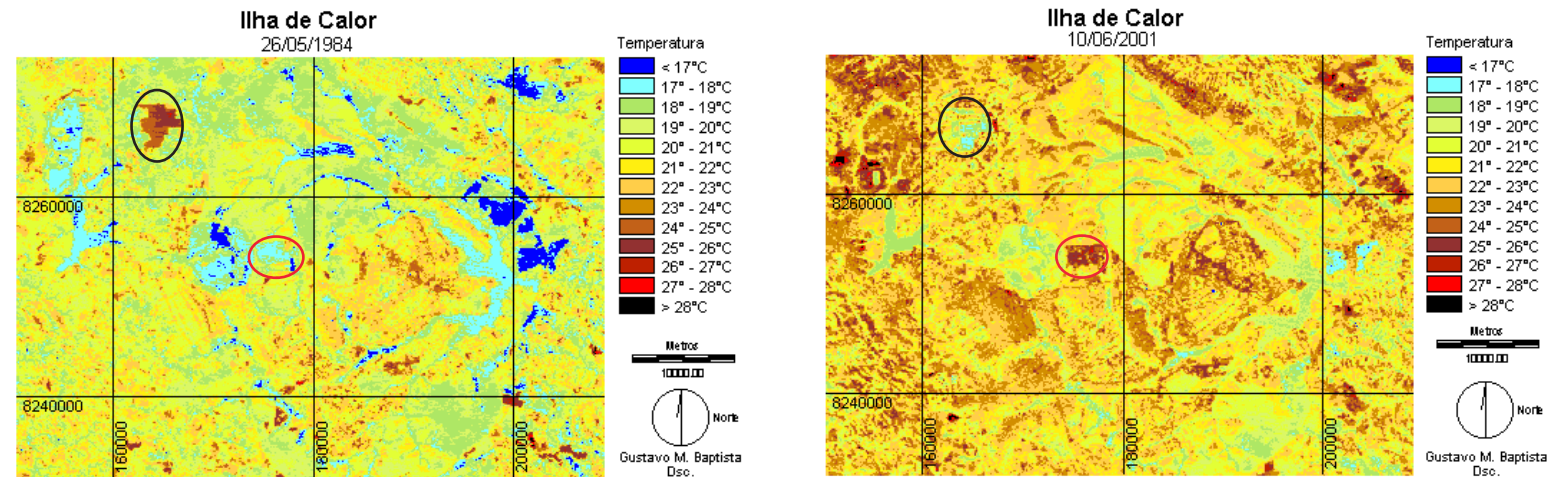 Ilha de Calor
26/05/1984
Temperatura
< 17°C
17° - 18°C
18° - 19°C
19° - 20°C
20° - 21°C
21° - 22°C
22° - 23°C
23° - 24°C
24° - 25°C
25° - 26°C
26° - 27°C
27° - 28°C
> 28°C
8260000
8240000
160000
180000
200000
Metros
10000.00
Norte
Gustavo M. Baptista
Dsc.
Ilha de Calor
10/06/2001
Temperatura
< 17°C
17° - 18°C
18° - 19°C
19° - 20°C
20° - 21°C
21° - 22°C
22° - 23°C
23° - 24°C
24° - 25°C
25° - 26°C
26° - 27°C
27° - 28°C
> 28°C
8260000
8240000
160000
180000
200000
Metros
10000.00
Norte
Gustavo M. Baptista
Dsc.